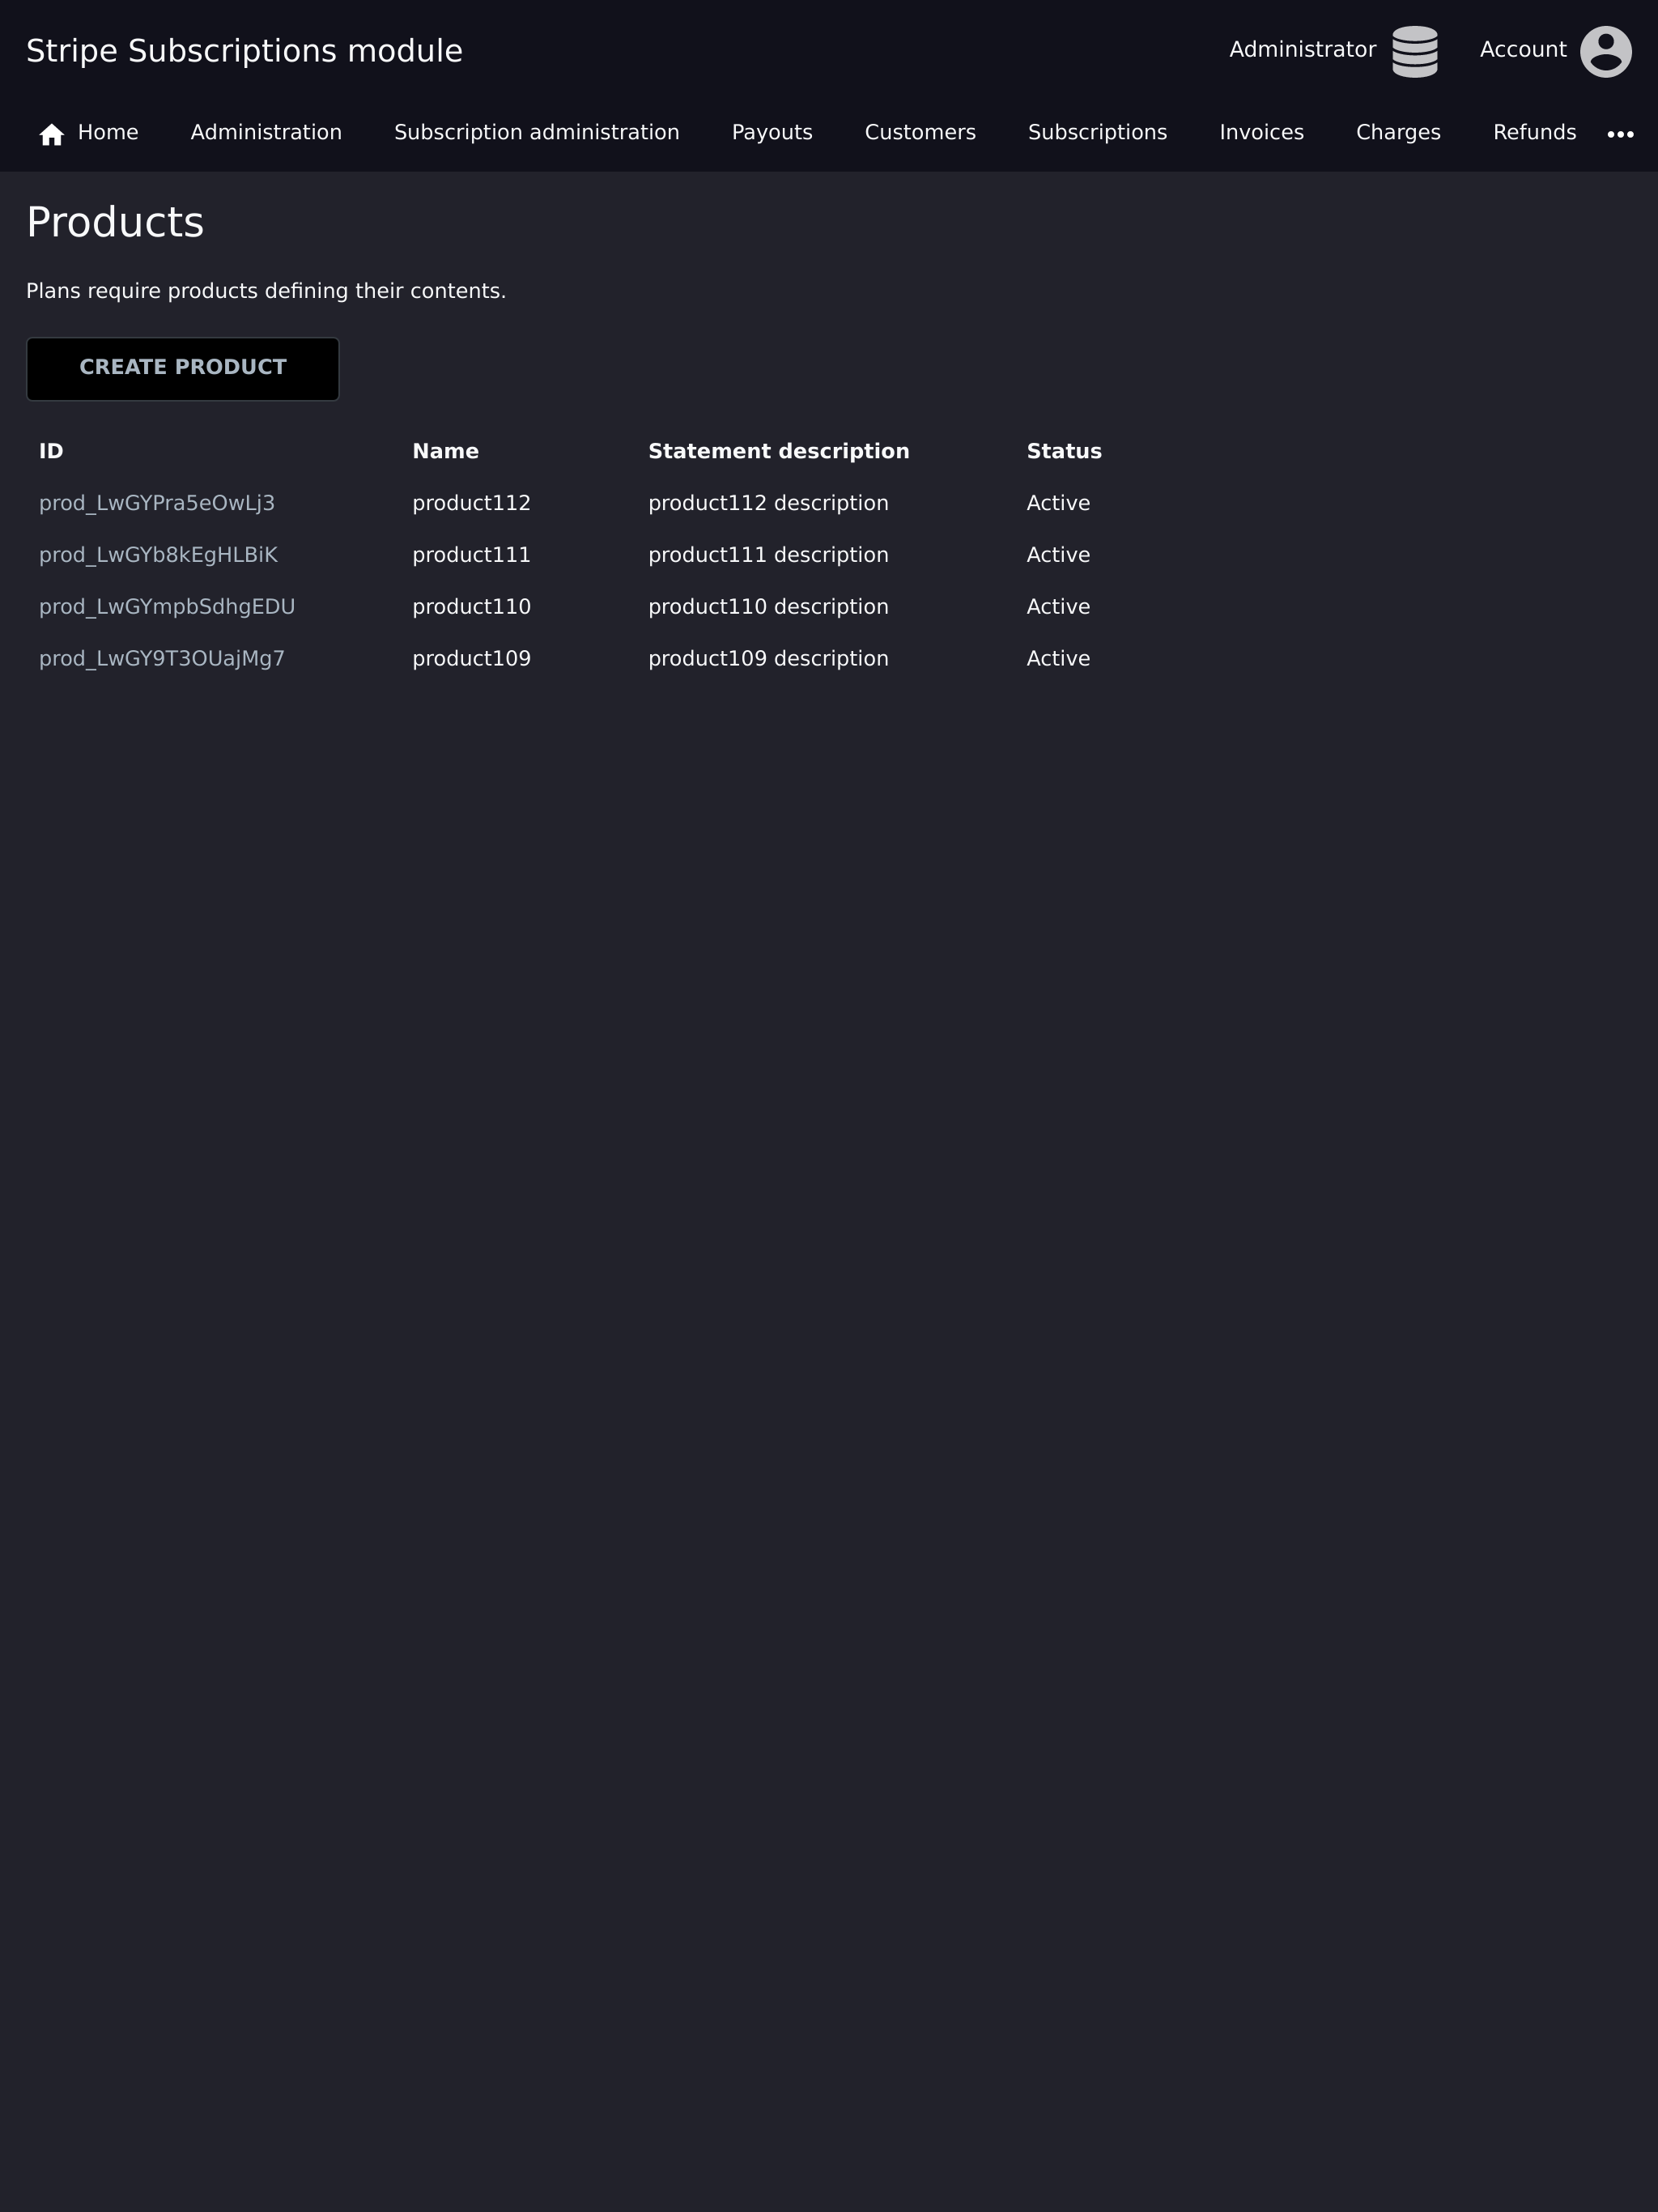 Stripe Subscriptions module
Administrator
Account
Home Administration Subscription administration Payouts Customers Subscriptions Invoices Charges Refunds
Products
Plans require products defining their contents.
CREATE PRODUCT
ID Name Statement description Status
prod_LwGYPra5eOwLj3 product112 product112 description Active
prod_LwGYb8kEgHLBiK product111 product111 description Active
prod_LwGYmpbSdhgEDU product110 product110 description Active
prod_LwGY9T3OUajMg7 product109 product109 description Active